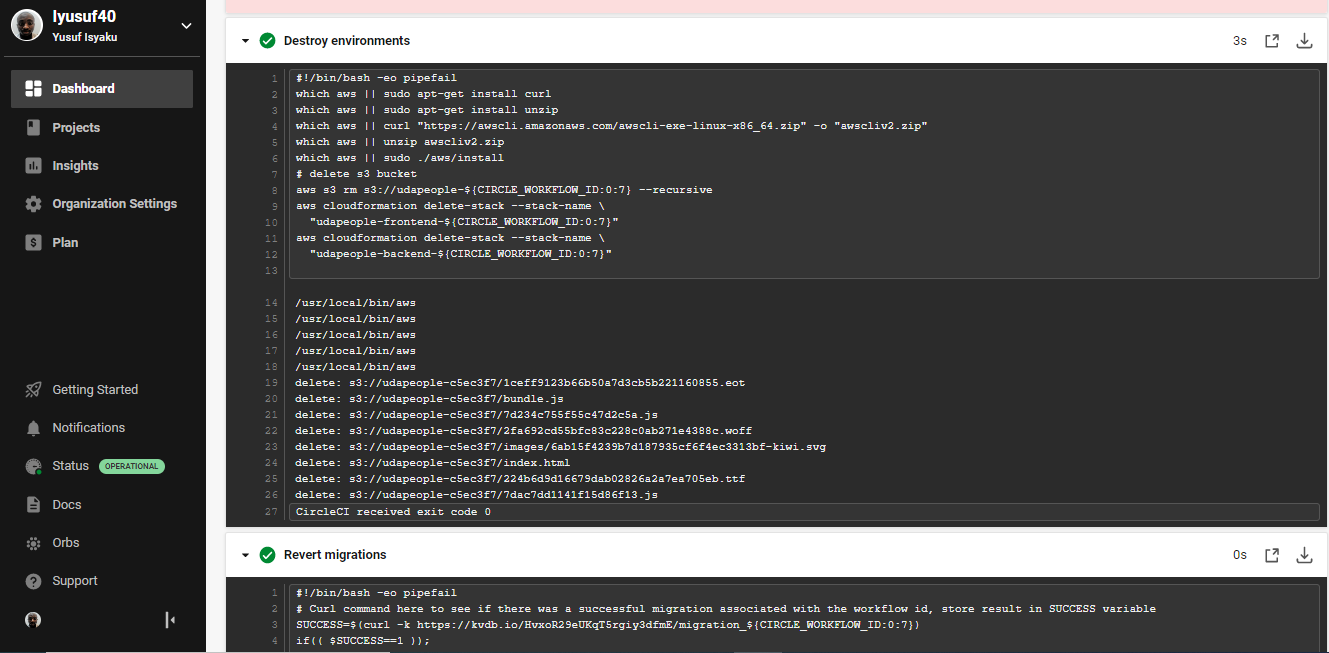 Iyusuf40
Yusuf Isyaku
Dashboard
Projects
Insights
Organization Settings
Plan
Getting Started
Notifications
Status OPERATIONAL
Docs
Orbs
Support
Destroy environments 3s
1 #!/bin/bash -eo pipefail
2 which aws || sudo apt-get install curl
3 which aws || sudo apt-get install unzip
4 which aws || curl "https://awscli.amazonaws.com/awscli-exe-linux-x86_64.zip" -o "awscliv2.zip"
5 which aws || unzip awscliv2.zip
6 which aws || sudo ./aws/install
7 # delete s3 bucket
8 aws s3 rm s3://udapeople-${CIRCLE_WORKFLOW_ID:0:7} --recursive
9 aws cloudformation delete-stack --stack-name \
10 "udapeople-frontend-${CIRCLE_WORKFLOW_ID:0:7}"
11 aws cloudformation delete-stack --stack-name \
12 "udapeople-backend-${CIRCLE_WORKFLOW_ID:0:7}"
13
14 /usr/local/bin/aws
15 /usr/local/bin/aws
16 /usr/local/bin/aws
17 /usr/local/bin/aws
18 /usr/local/bin/aws
19 delete: s3://udapeople-c5ec3f7/1ceff9123b66b50a7d3cb5b221160855.eot
20 delete: s3://udapeople-c5ec3f7/bundle.js
21 delete: s3://udapeople-c5ec3f7/7d234c755f55c47d2c5a.js
22 delete: s3://udapeople-c5ec3f7/2fa692cd55bfc83c228c0ab271e4388c.woff
23 delete: s3://udapeople-c5ec3f7/images/6ab15f4239b7d187935cf6f4ec3313bf-kiwi.svg
24 delete: s3://udapeople-c5ec3f7/index.html
25 delete: s3://udapeople-c5ec3f7/224b6d9d16679dab02826a2a7ea705eb.ttf
26 delete: s3://udapeople-c5ec3f7/7dac7dd1141f15d86f13.js
27 CircleCI received exit code 0
Revert migrations 0s
1 #!/bin/bash -eo pipefail
2 # Curl command here to see if there was a successful migration associated with the workflow id, store result in SUCCESS variable
3 SUCCESS=$(curl -k https://kvdb.io/HvxoR29eUKqT5rgiy3dfmE/migration_${CIRCLE_WORKFLOW_ID:0:7})
4 if(( $SUCCESS==1 ));